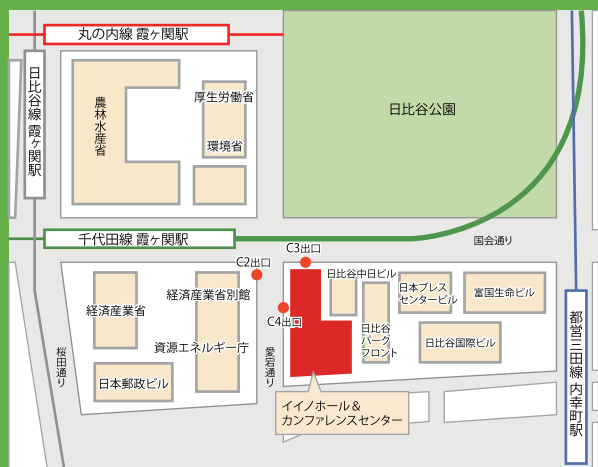 丸の内線 霞ヶ関駅
日比谷線 霞ヶ関駅
農林水産省
厚生労働省
環境省
日比谷公園
千代田線 霞ヶ関駅
国会通り
C3出口
C2出口
日比谷中日ビル
日本プレス
センタービル
富国生命ビル
経済産業省
経済産業省別館
C4出口
日比谷
パーク
フロント
日比谷国際ビル
資源エネルギー庁
桜田通り
日本郵政ビル
愛宕通り
都営三田線 内幸町駅
イイノホール＆
カンファレンスセンター